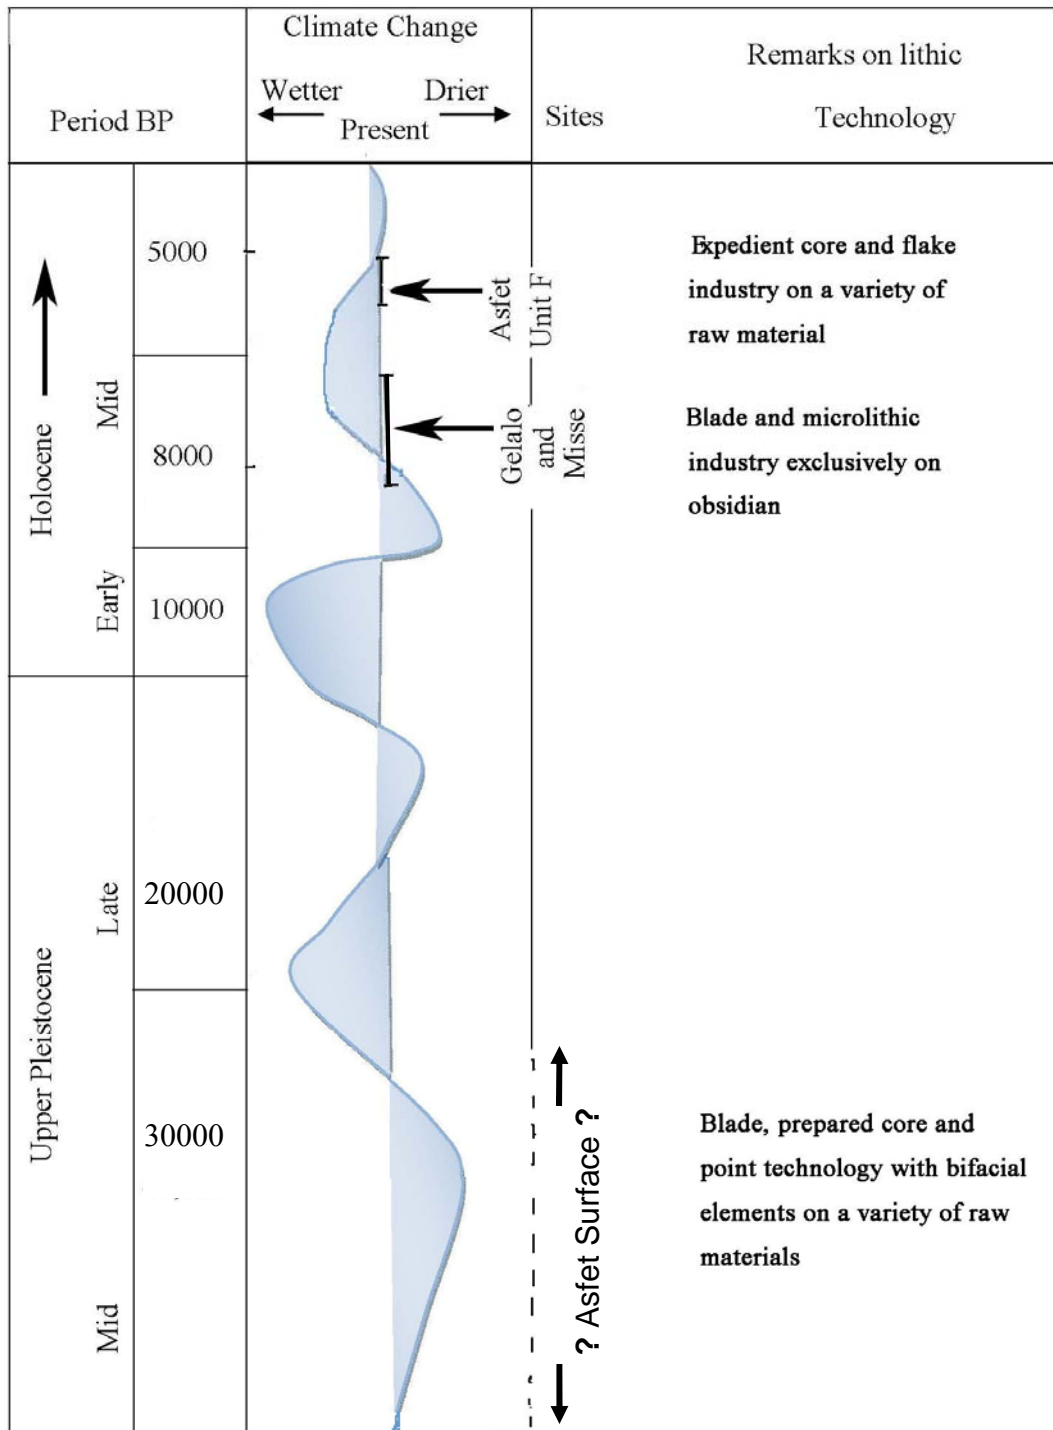 Climate Change
Wetter Drier
Present
Period BP
Sites
Remarks on lithic
Technology
Holocene
Mid
Early
5000
8000
10000
Asfet
Unit F
Expedient core and flake
industry on a variety of
raw material
Gelalo
and
Misse
Blade and microlithic
industry exclusively on
obsidian
Upper Pleistocene
Late
Mid
20000
30000
? Asfet Surface ?
Blade, prepared core and
point technology with bifacial
elements on a variety of raw
materials